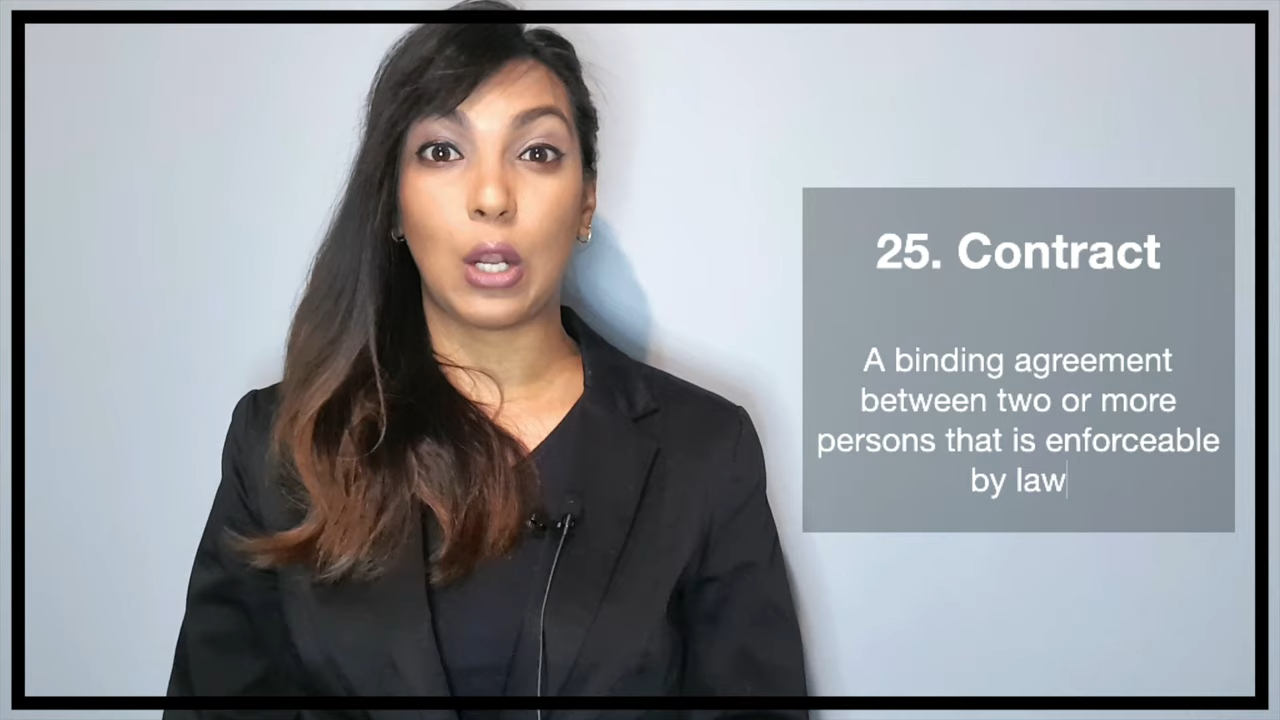 25. Contract
A binding agreement
between two or more
persons that is enforceable
by law